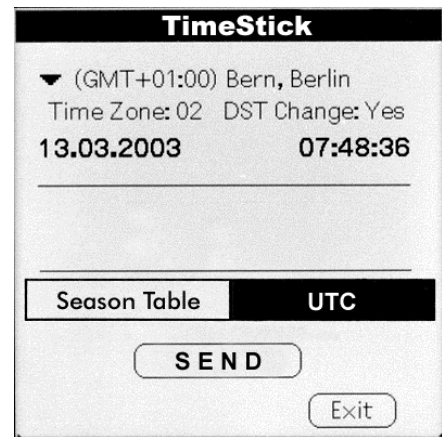 TimeStick
(GMT+01:00) Bern, Berlin
Time Zone: 02 DST Change: Yes
13.03.2003 07:48:36
Season Table UTC
SEND
Exit